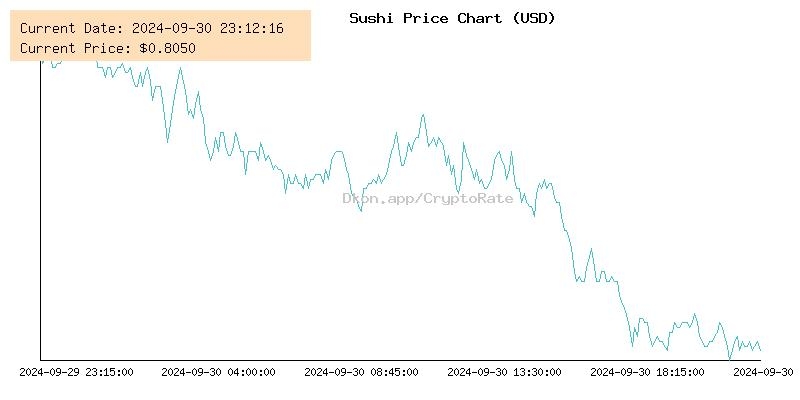 Sushi Price Chart (USD)
Current Date: 2024-09-30 23:12:16
Current Price: $0.8050
Dkon.app/CryptoRate
2024-09-29 23:15:00 2024-09-30 04:00:00 2024-09-30 08:45:00 2024-09-30 13:30:00 2024-09-30 18:15:00 2024-09-30